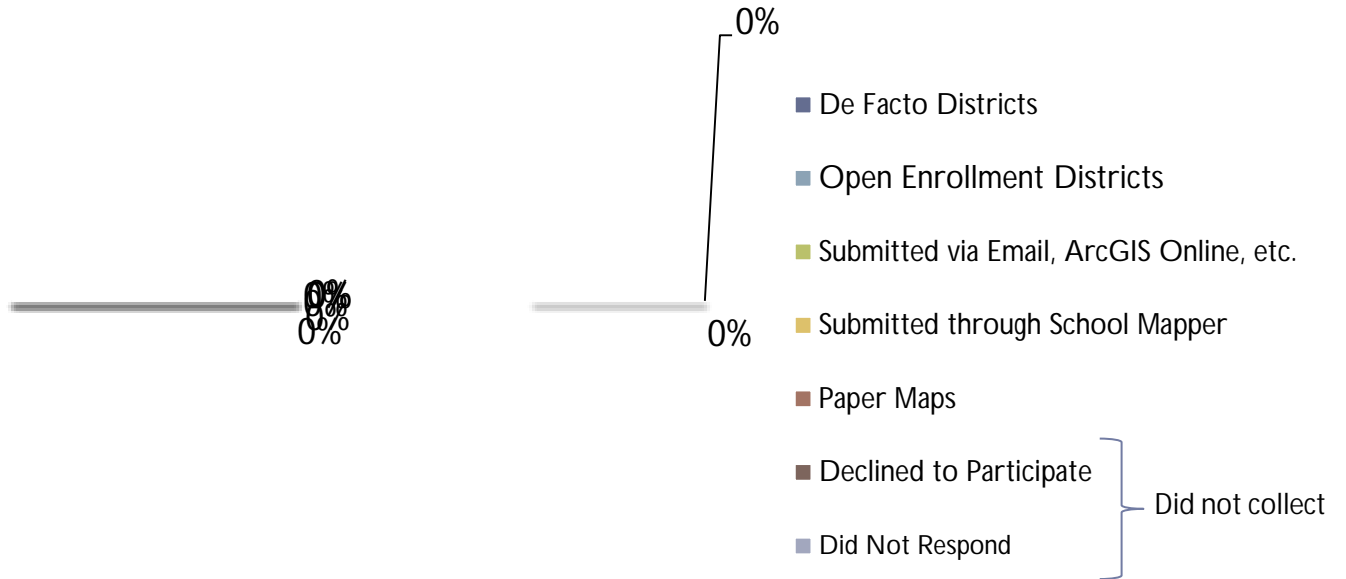 0%
De Facto Districts
Open Enrollment Districts
Submitted via Email, ArcGIS Online, etc.
0%
0%
Submitted through School Mapper
Paper Maps
Declined to Participate
Did not collect
Did Not Respond